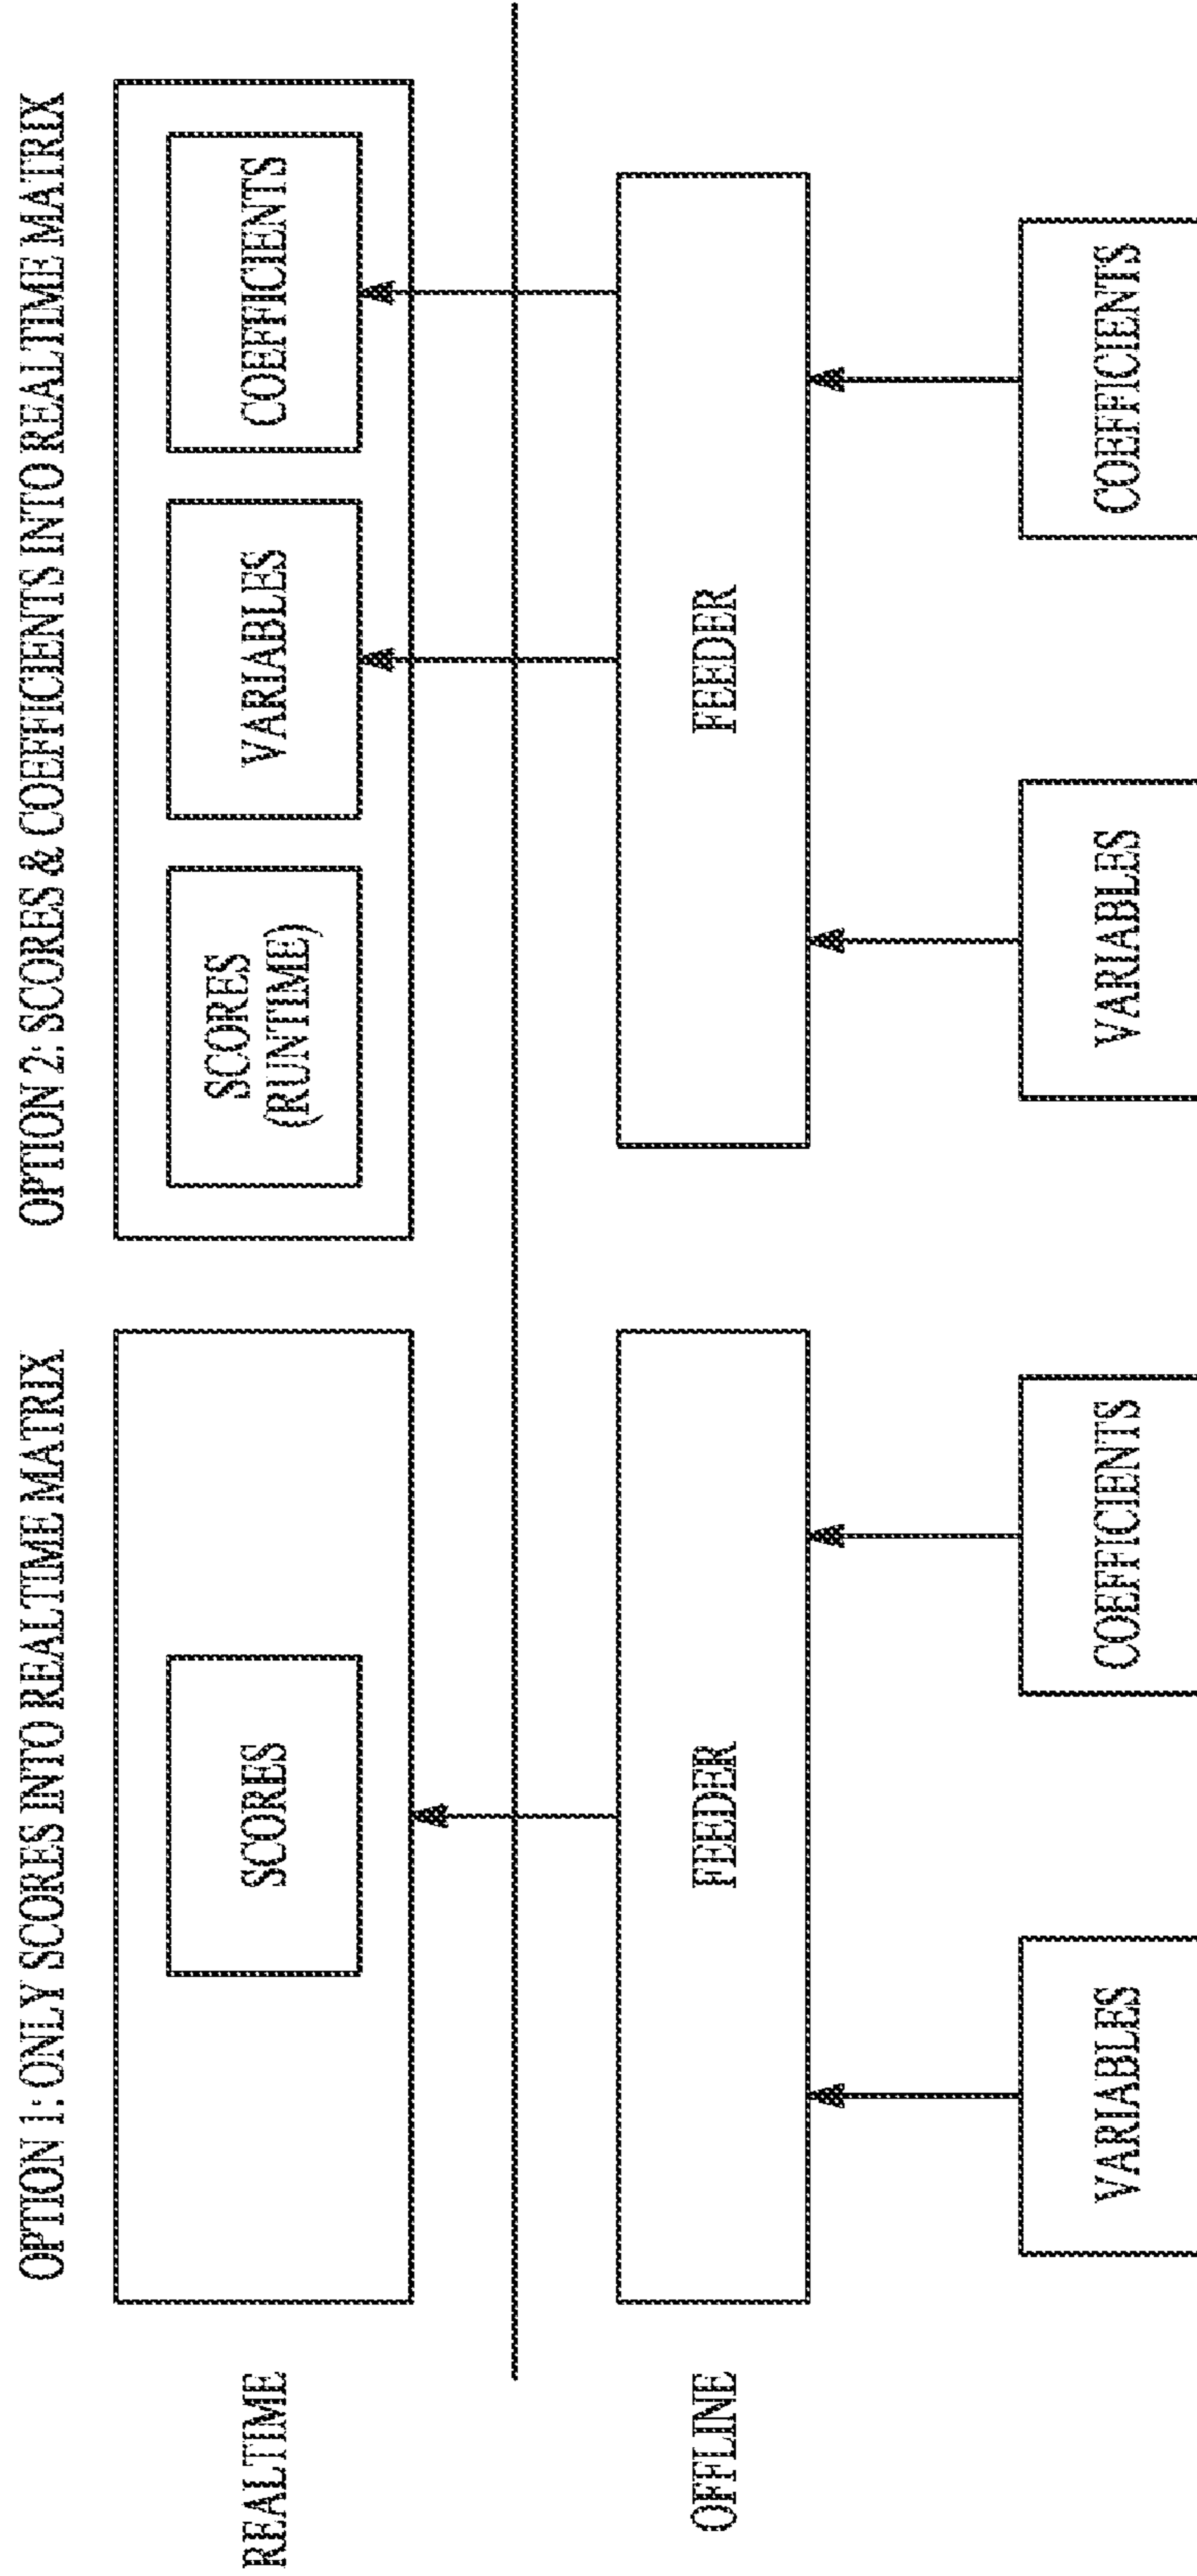 OPTION 1: ONLY SCORES INTO REALTIME MATRIX
OPTION 2: SCORES & COEFFICIENTS INTO REALTIME MATRIX
REALTIME
SCORES
SCORES
(RUNTIME)
VARIABLES
COEFFICIENTS
OFFLINE
FEEDER
FEEDER
VARIABLES
COEFFICIENTS
VARIABLES
COEFFICIENTS